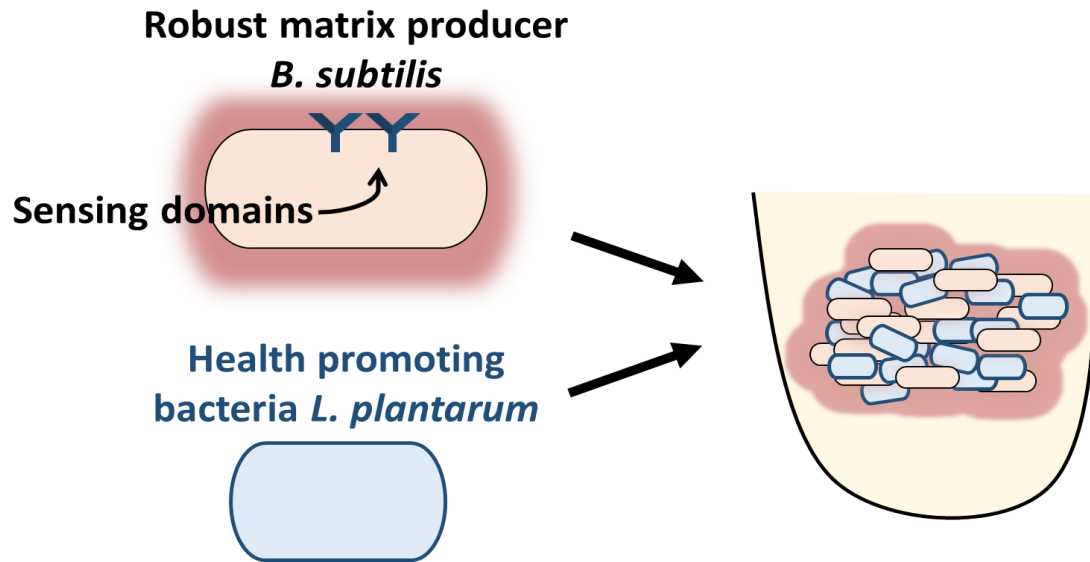 Robust matrix producer
B. subtilis
Sensing domains
Health promoting
bacteria L. plantarum